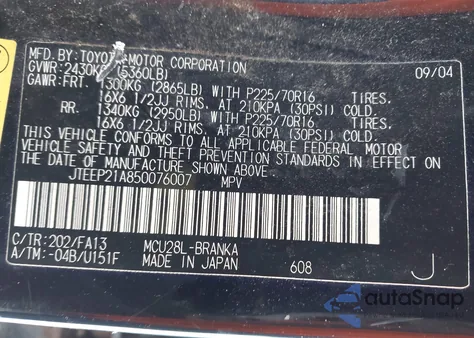 MFD.BY: TOYOTA MOTOR CORPORATION 09/04
GVWR: 2430KG (5360LB)
GAWR: FRT. 1300KG (2865LB) WITH P225/70R16 TIRES.
16X6 1/2JJ RIMS, AT 210KPA (30PSI) COLD.
RR. 1340KG (2950LB) WITH P225/70R16 TIRES.
16X6 1/2JJ RIMS, AT 210KPA (30PSI) COLD.
THIS VEHICLE CONFORMS TO ALL APPLICABLE FEDERAL MOTOR
VEHICLE SAFETY AND THEFT PREVENTION STANDARDS IN EFFECT
ON THE DATE OF MANUFACTURE SHOWN ABOVE.
JTEEP21A850076007 MPV
C/TR:202/FA13 MCU28L-BRANKA
A/TM:-04B/U151F MADE IN JAPAN 608 J
autoSnap